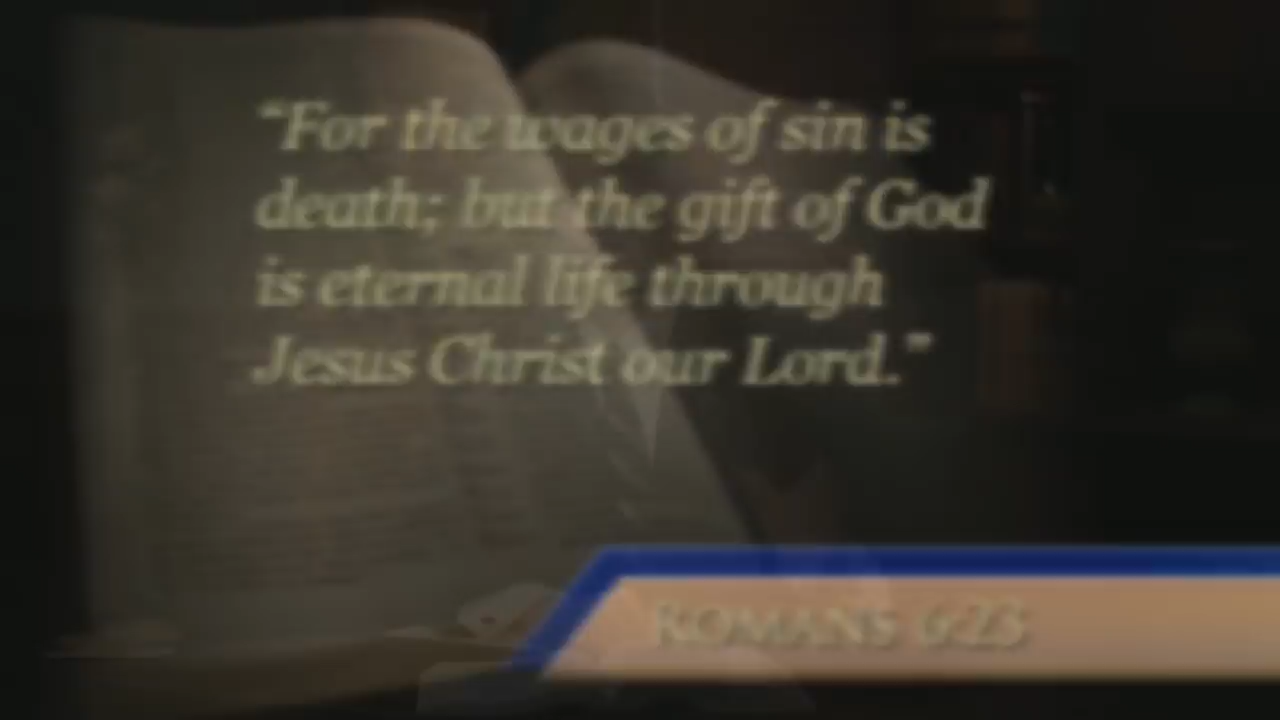 “For the wages of sin is
death; but the gift of God
is eternal life through
Jesus Christ our Lord.”
ROMANS 6:23